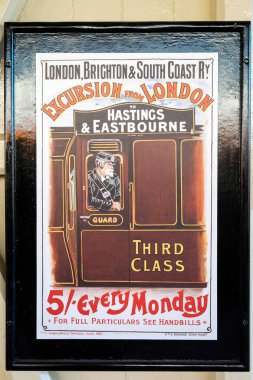 LONDON, BRIGHTON & SOUTH COAST RY
EXCURSION FROM LONDON
TO
HASTINGS
& EASTBOURNE
GUARD
THIRD
CLASS
5/- EVERY MONDAY
* FOR FULL PARTICULARS SEE HANDBILLS *